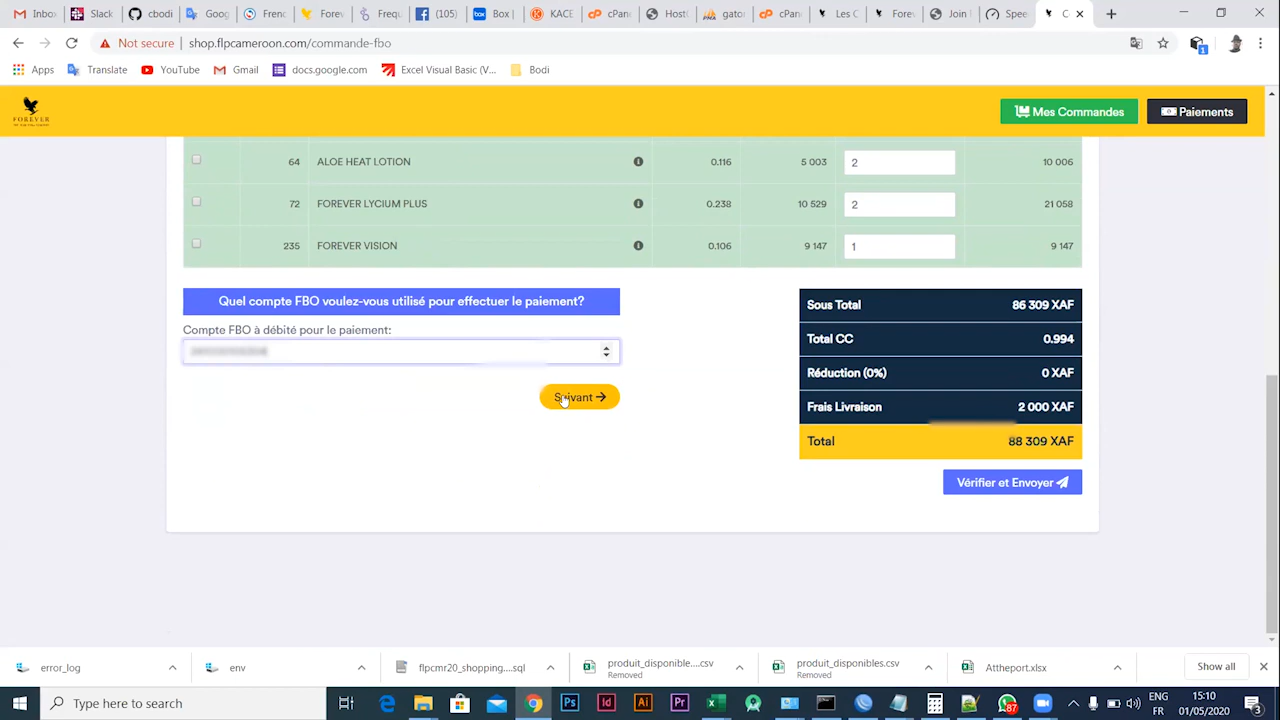 Inbox
Slack
cbodi
Goog
Frenc
Forev
Frequ
(105)
Box
KACE
cPan
HostG
gator
cPan
Les C
Forev
Join
Spee
C
Not secure | shop.flpcameroon.com/commande-fbo
Apps
Translate
YouTube
Gmail
docs.google.com
Excel Visual Basic (V...
Bodi
FOREVER
Mes Commandes
Paiements
64 ALOE HEAT LOTION 0.116 5 003 2 10 006
72 FOREVER LYCIUM PLUS 0.238 10 529 2 21 058
235 FOREVER VISION 0.106 9 147 1 9 147
Quel compte FBO voulez-vous utilisé pour effectuer le paiement?
Compte FBO à débité pour le paiement:
Suivant
Sous Total 86 309 XAF
Total CC 0.994
Réduction (0%) 0 XAF
Frais Livraison 2 000 XAF
Total 88 309 XAF
Vérifier et Envoyer
error_log
env
flpcmr20_shopping....sql
produit_disponible....csv
Removed
produit_disponibles.csv
Removed
Attheport.xlsx
Show all
Type here to search
87
ENG
FR
15:10
01/05/2020
1